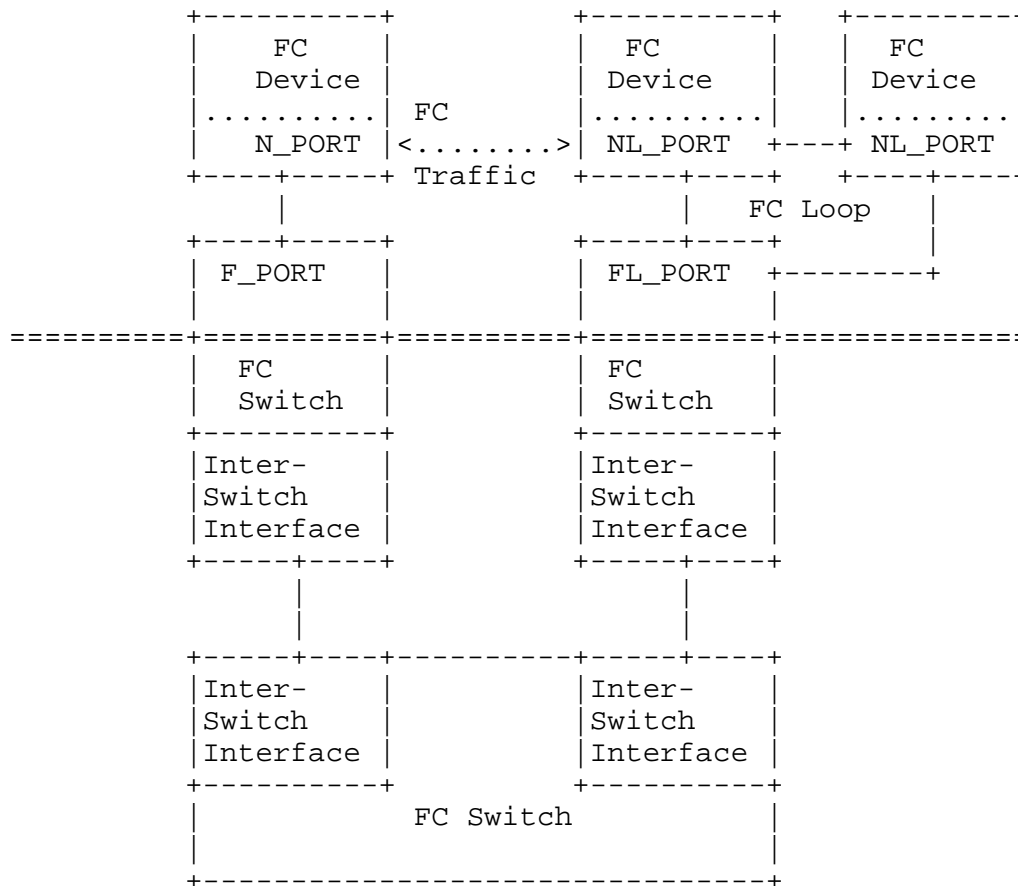 FC FC FC
Device Device Device
FC
N_PORT NL_PORT NL_PORT
Traffic
FC Loop
F_PORT FL_PORT
FC FC
Switch Switch
Inter- Inter-
Switch Switch
Interface Interface
Inter- Inter-
Switch Switch
Interface Interface
FC Switch